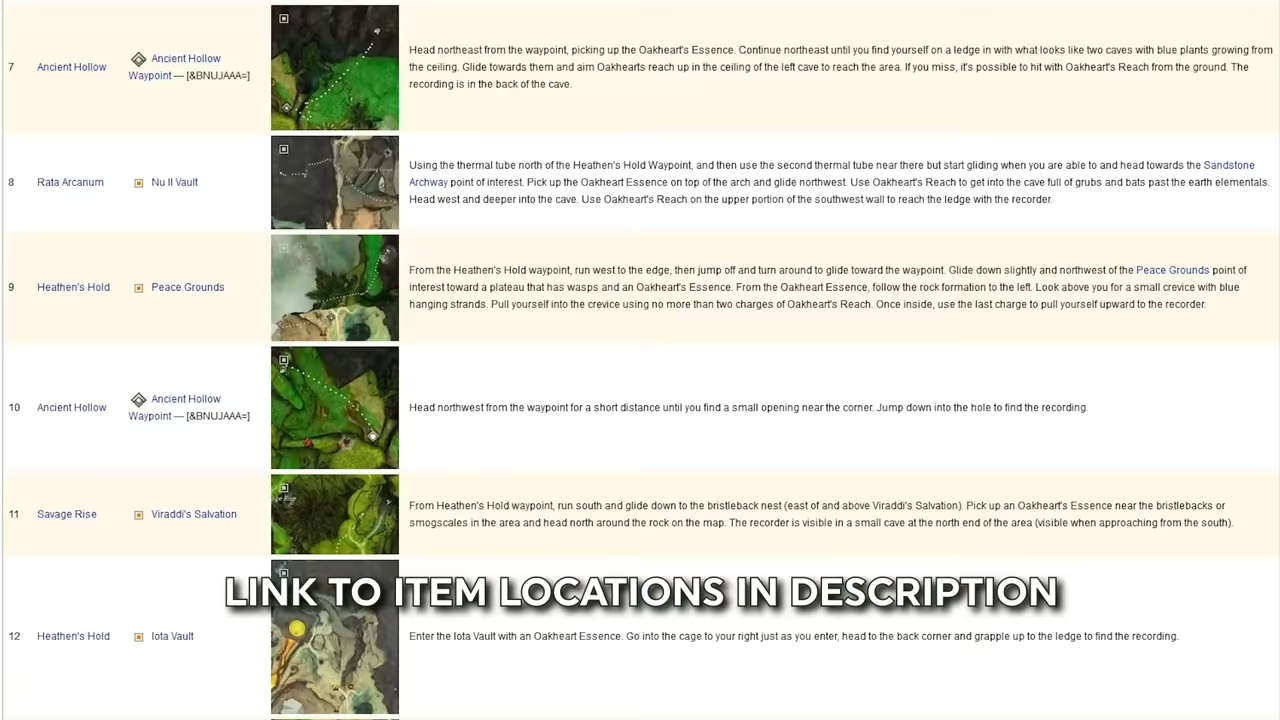 7
Ancient Hollow
Ancient Hollow
Waypoint — [&BNUJAAA=]
Head northeast from the waypoint, picking up the Oakheart's Essence. Continue northeast until you find yourself on a ledge in with what looks like two caves with blue plants growing from
the ceiling. Glide towards them and aim Oakhearts reach up in the ceiling of the left cave to reach the area. If you miss, it's possible to hit with Oakheart's Reach from the ground. The
recording is in the back of the cave.
8
Rata Arcanum
Nu II Vault
Using the thermal tube north of the Heathen's Hold Waypoint, and then use the second thermal tube near there but start gliding when you are able to and head towards the Sandstone
Archway point of interest. Pick up the Oakheart Essence on top of the arch and glide northwest. Use Oakheart's Reach to get into the cave full of grubs and bats past the earth elementals.
Head west and deeper into the cave. Use Oakheart's Reach on the upper portion of the southwest wall to reach the ledge with the recorder.
9
Heathen's Hold
Peace Grounds
From the Heathen's Hold waypoint, run west to the edge, then jump off and turn around to glide toward the waypoint. Glide down slightly and northwest of the Peace Grounds point of
interest toward a plateau that has wasps and an Oakheart's Essence. From the Oakheart Essence, follow the rock formation to the left. Look above you for a small crevice with blue
hanging strands. Pull yourself into the crevice using no more than two charges of Oakheart's Reach. Once inside, use the last charge to pull yourself upward to the recorder.
10
Ancient Hollow
Ancient Hollow
Waypoint — [&BNUJAAA=]
Head northwest from the waypoint for a short distance until you find a small opening near the corner. Jump down into the hole to find the recording.
11
Savage Rise
Viraddi's Salvation
From Heathen's Hold waypoint, run south and glide down to the bristleback nest (east of and above Viraddi's Salvation). Pick up an Oakheart's Essence near the bristlebacks or
smogscales in the area and head north around the rock on the map. The recorder is visible in a small cave at the north end of the area (visible when approaching from the south).
LINK TO ITEM LOCATIONS IN DESCRIPTION
12
Heathen's Hold
Iota Vault
Enter the Iota Vault with an Oakheart Essence. Go into the cage to your right just as you enter, head to the back corner and grapple up to the ledge to find the recording.